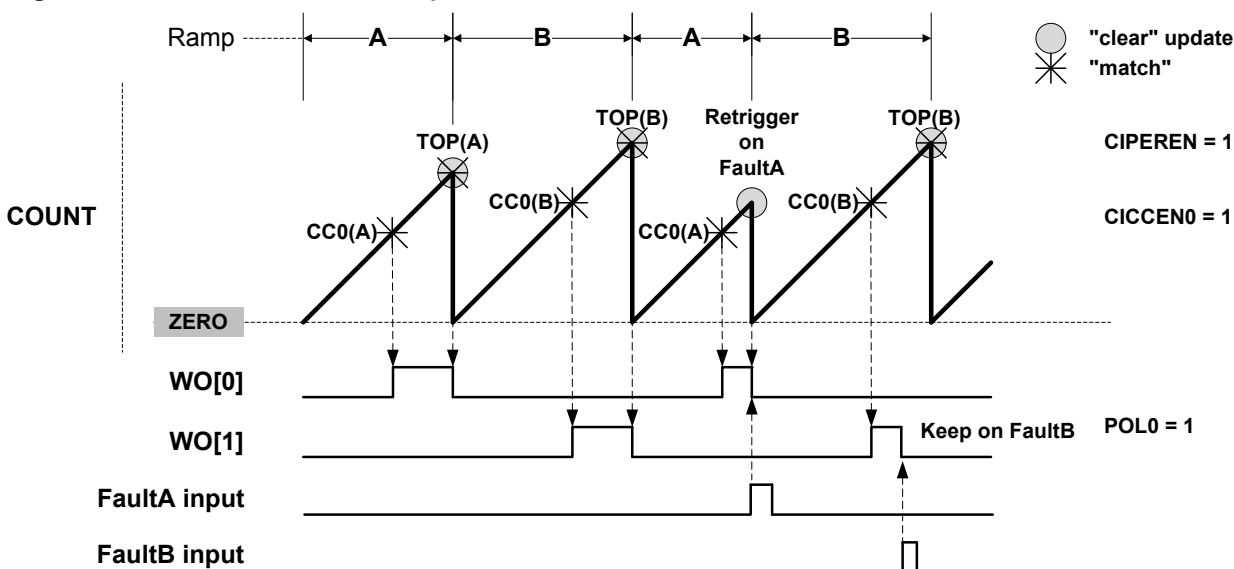 Ramp A B A B "clear" update
"match"
TOP(A) TOP(B) Retrigger
on
FaultA TOP(B) CIPEREN = 1
COUNT CC0(A) CC0(B) CC0(A) CC0(B) CICCEN0 = 1
ZERO
WO[0]
WO[1] Keep on FaultB POL0 = 1
FaultA input
FaultB input